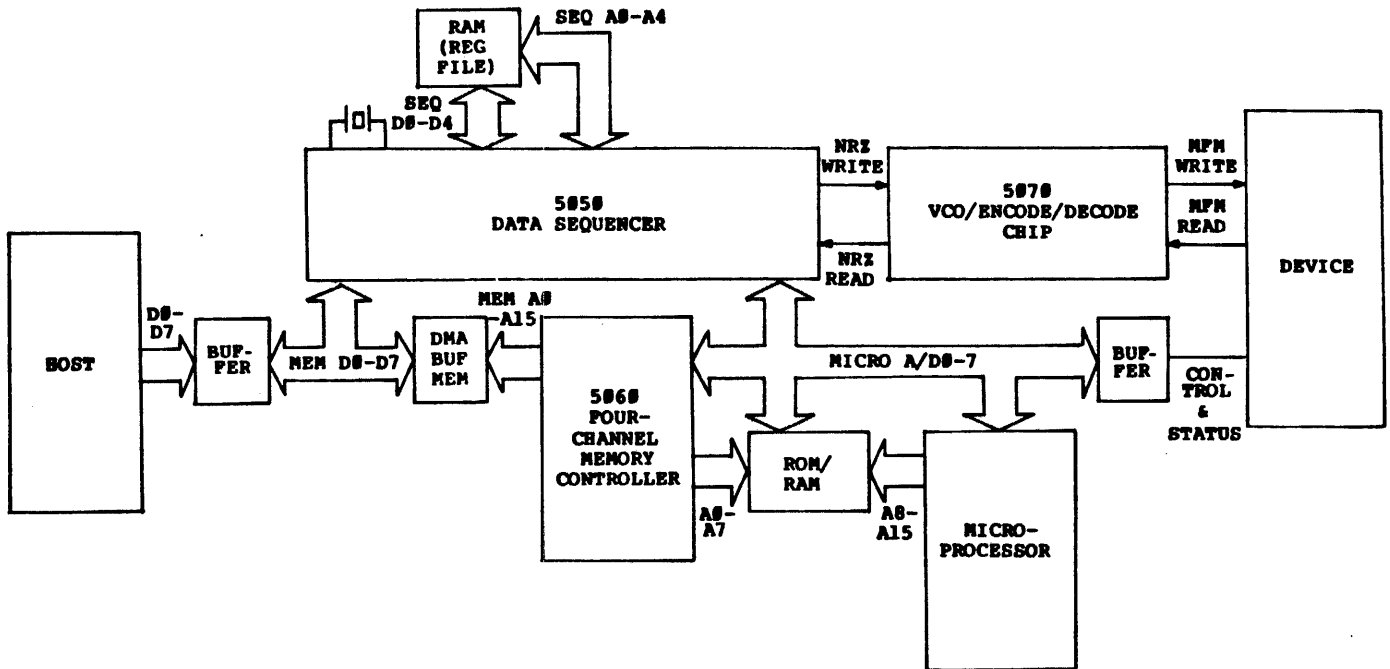 RAM
(REG
FILE)
SEQ A0-A4
SEQ
D0-D4
NRZ
WRITE
MFM
WRITE
5050
DATA SEQUENCER
5070
VCO/ENCODE/DECODE
CHIP
MFM
READ
NRZ
READ
DEVICE
HOST
D0-
D7
BUF-
FER
MEM D0-D7
DMA
BUF
MEM
MEM A0
-A15
5060
FOUR-
CHANNEL
MEMORY
CONTROLLER
MICRO A/D0-7
BUF-
FER
CON-
TROL
&
STATUS
ROM/
RAM
A0-
A7
A8-
A15
MICRO-
PROCESSOR